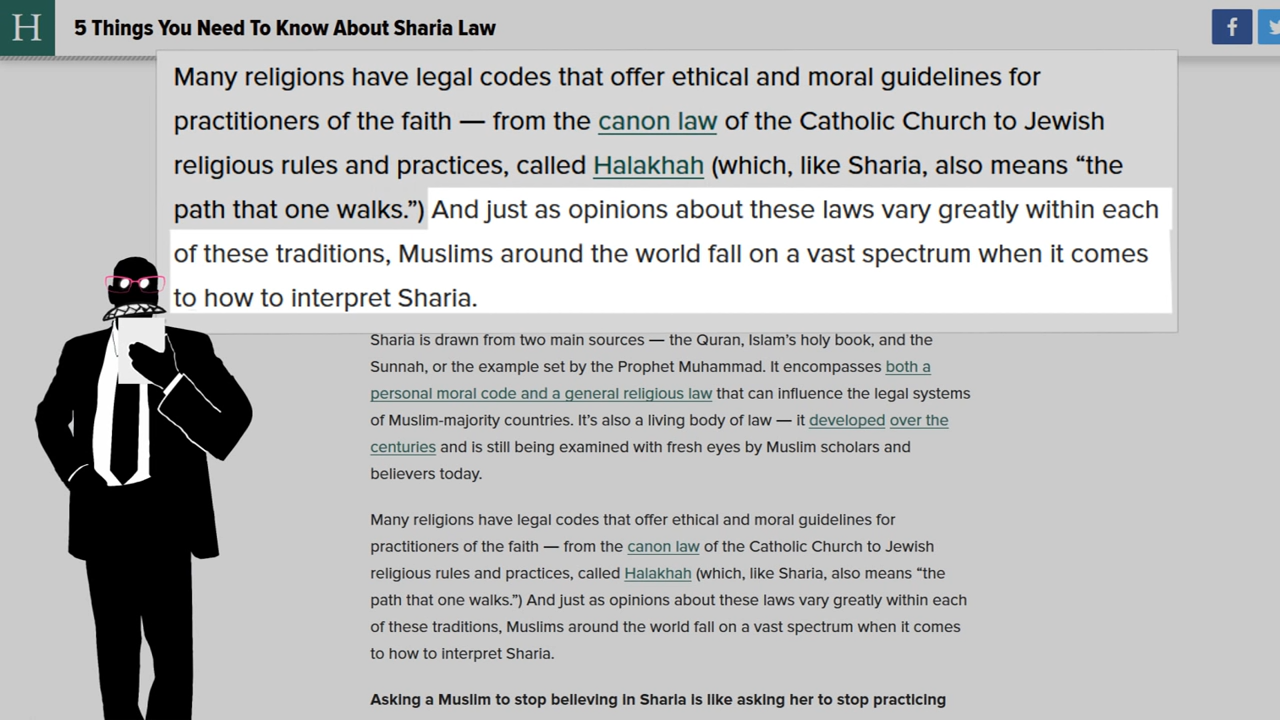 H
5 Things You Need To Know About Sharia Law
f
Many religions have legal codes that offer ethical and moral guidelines for
practitioners of the faith — from the canon law of the Catholic Church to Jewish
religious rules and practices, called Halakhah (which, like Sharia, also means “the
path that one walks.”) And just as opinions about these laws vary greatly within each
of these traditions, Muslims around the world fall on a vast spectrum when it comes
to how to interpret Sharia.
Sharia is drawn from two main sources — the Quran, Islam’s holy book, and the
Sunnah, or the example set by the Prophet Muhammad. It encompasses both a
personal moral code and a general religious law that can influence the legal systems
of Muslim-majority countries. It’s also a living body of law — it developed over the
centuries and is still being examined with fresh eyes by Muslim scholars and
believers today.
Many religions have legal codes that offer ethical and moral guidelines for
practitioners of the faith — from the canon law of the Catholic Church to Jewish
religious rules and practices, called Halakhah (which, like Sharia, also means “the
path that one walks.”) And just as opinions about these laws vary greatly within each
of these traditions, Muslims around the world fall on a vast spectrum when it comes
to how to interpret Sharia.
Asking a Muslim to stop believing in Sharia is like asking her to stop practicing